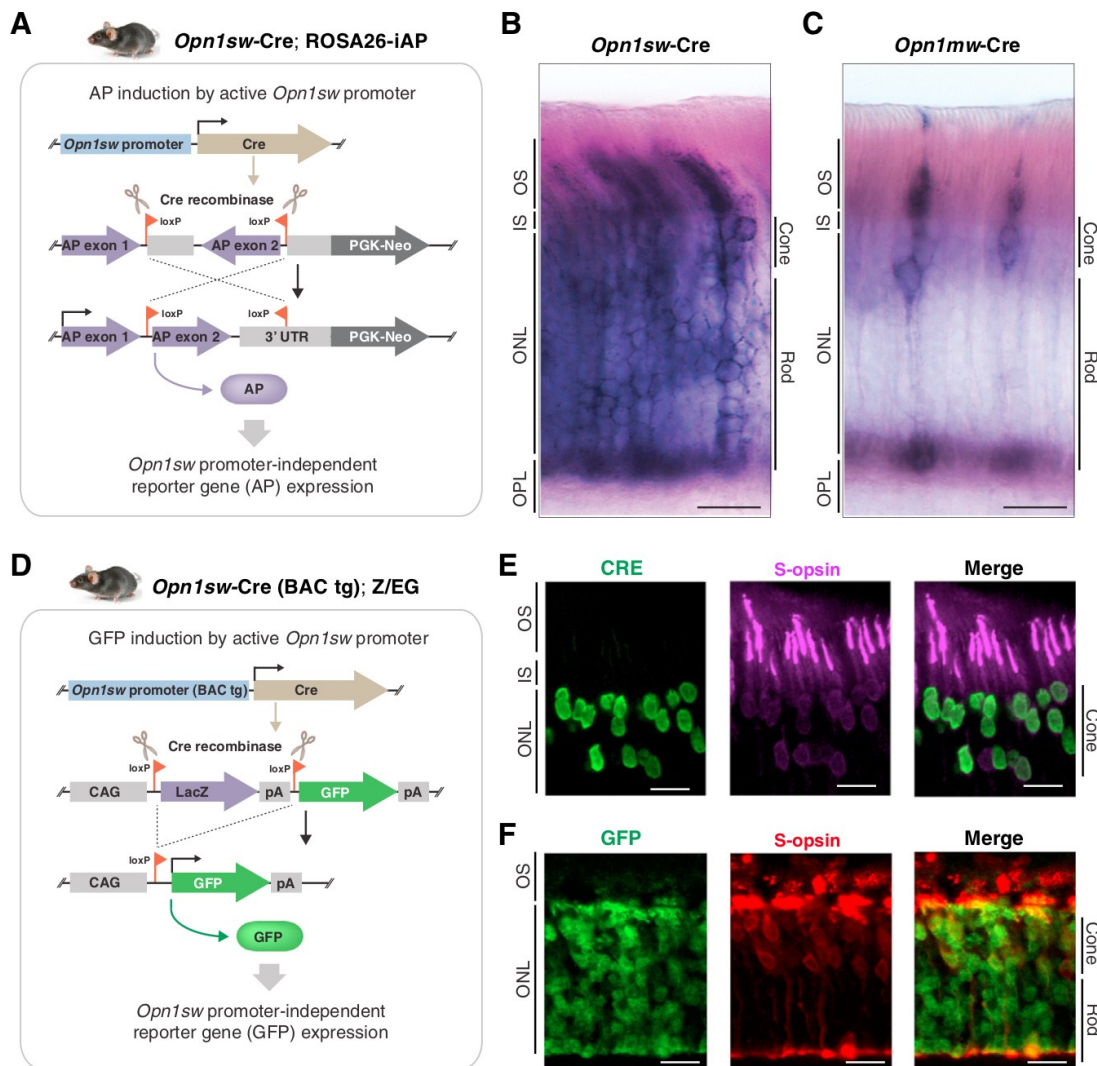 A
Opn1sw-Cre; ROSA26-iAP
AP induction by active Opn1sw promoter
Opn1sw promoter
Cre
Cre recombinase
loxP
loxP
AP exon 1
AP exon 2
PGK-Neo
loxP
loxP
AP exon 1
AP exon 2
3' UTR
PGK-Neo
AP
Opn1sw promoter-independent
reporter gene (AP) expression
B
Opn1sw-Cre
OS
IS
ONL
OPL
Cone
Rod
C
Opn1mw-Cre
OS
IS
ONL
OPL
Cone
Rod
D
Opn1sw-Cre (BAC tg); Z/EG
GFP induction by active Opn1sw promoter
Opn1sw promoter (BAC tg)
Cre
Cre recombinase
loxP
loxP
CAG
LacZ
pA
GFP
pA
loxP
CAG
GFP
pA
GFP
Opn1sw promoter-independent
reporter gene (GFP) expression
E
CRE
S-opsin
Merge
OS
IS
ONL
Cone
F
GFP
S-opsin
Merge
OS
ONL
Cone
Rod